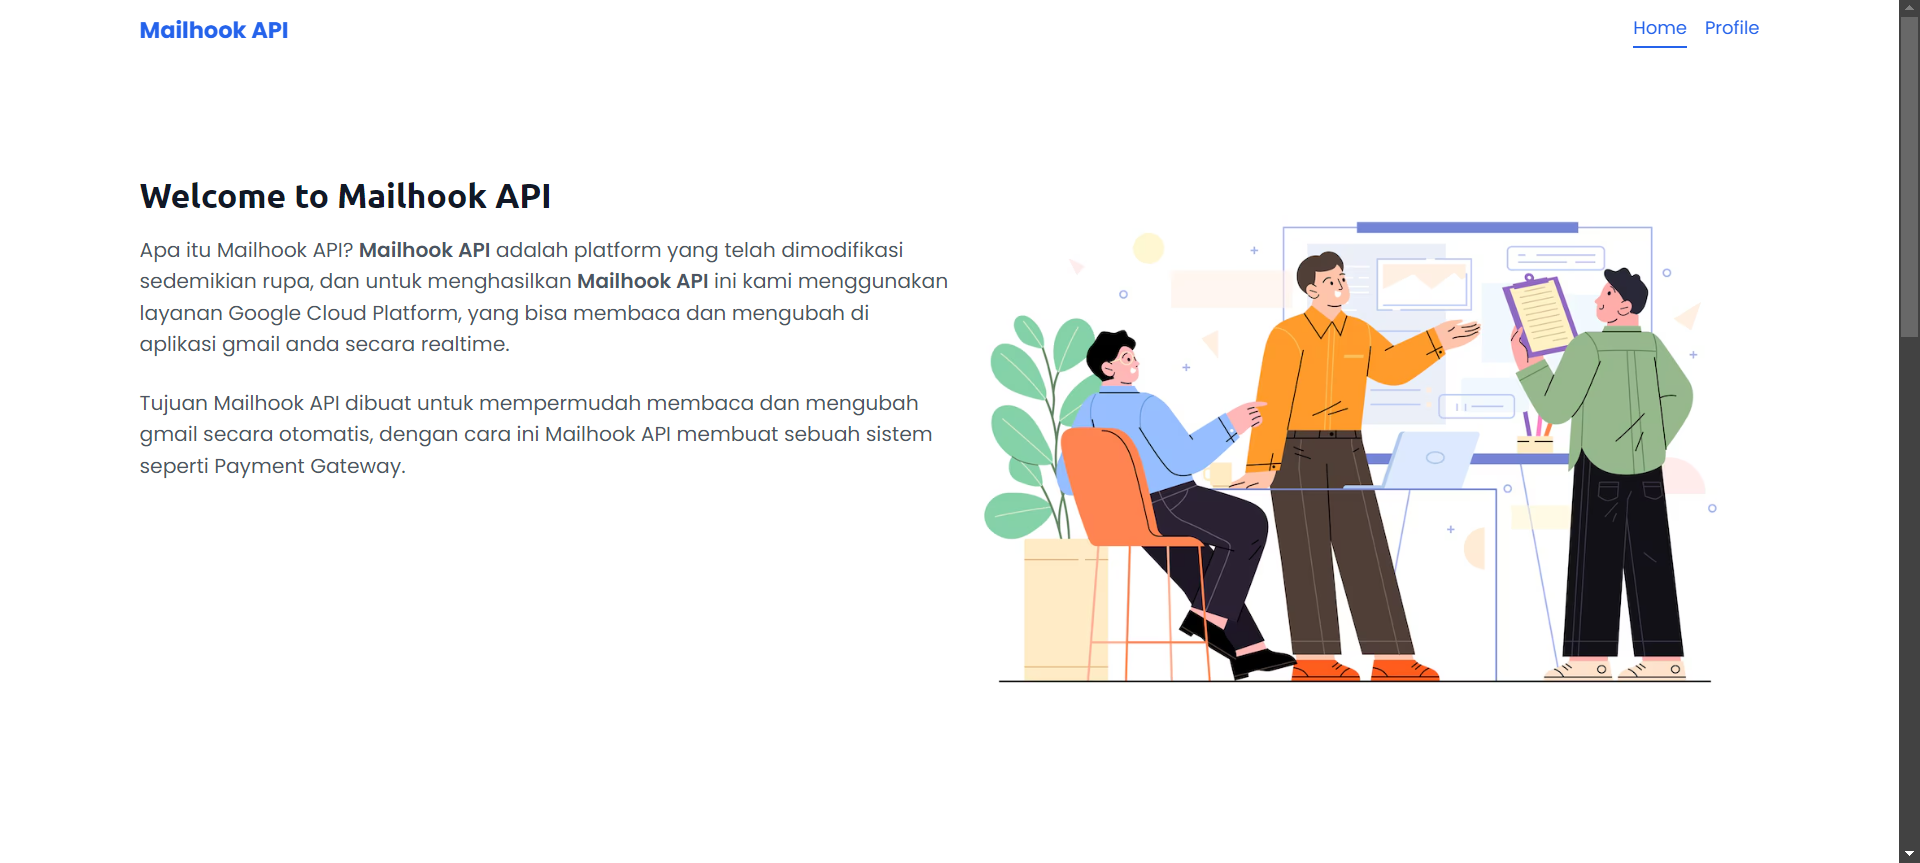 Mailhook API
Home Profile
Welcome to Mailhook API
Apa itu Mailhook API? Mailhook API adalah platform yang telah dimodifikasi
sedemikian rupa, dan untuk menghasilkan Mailhook API ini kami menggunakan
layanan Google Cloud Platform, yang bisa membaca dan mengubah di
aplikasi gmail anda secara realtime.
Tujuan Mailhook API dibuat untuk mempermudah membaca dan mengubah
gmail secara otomatis, dengan cara ini Mailhook API membuat sebuah sistem
seperti Payment Gateway.